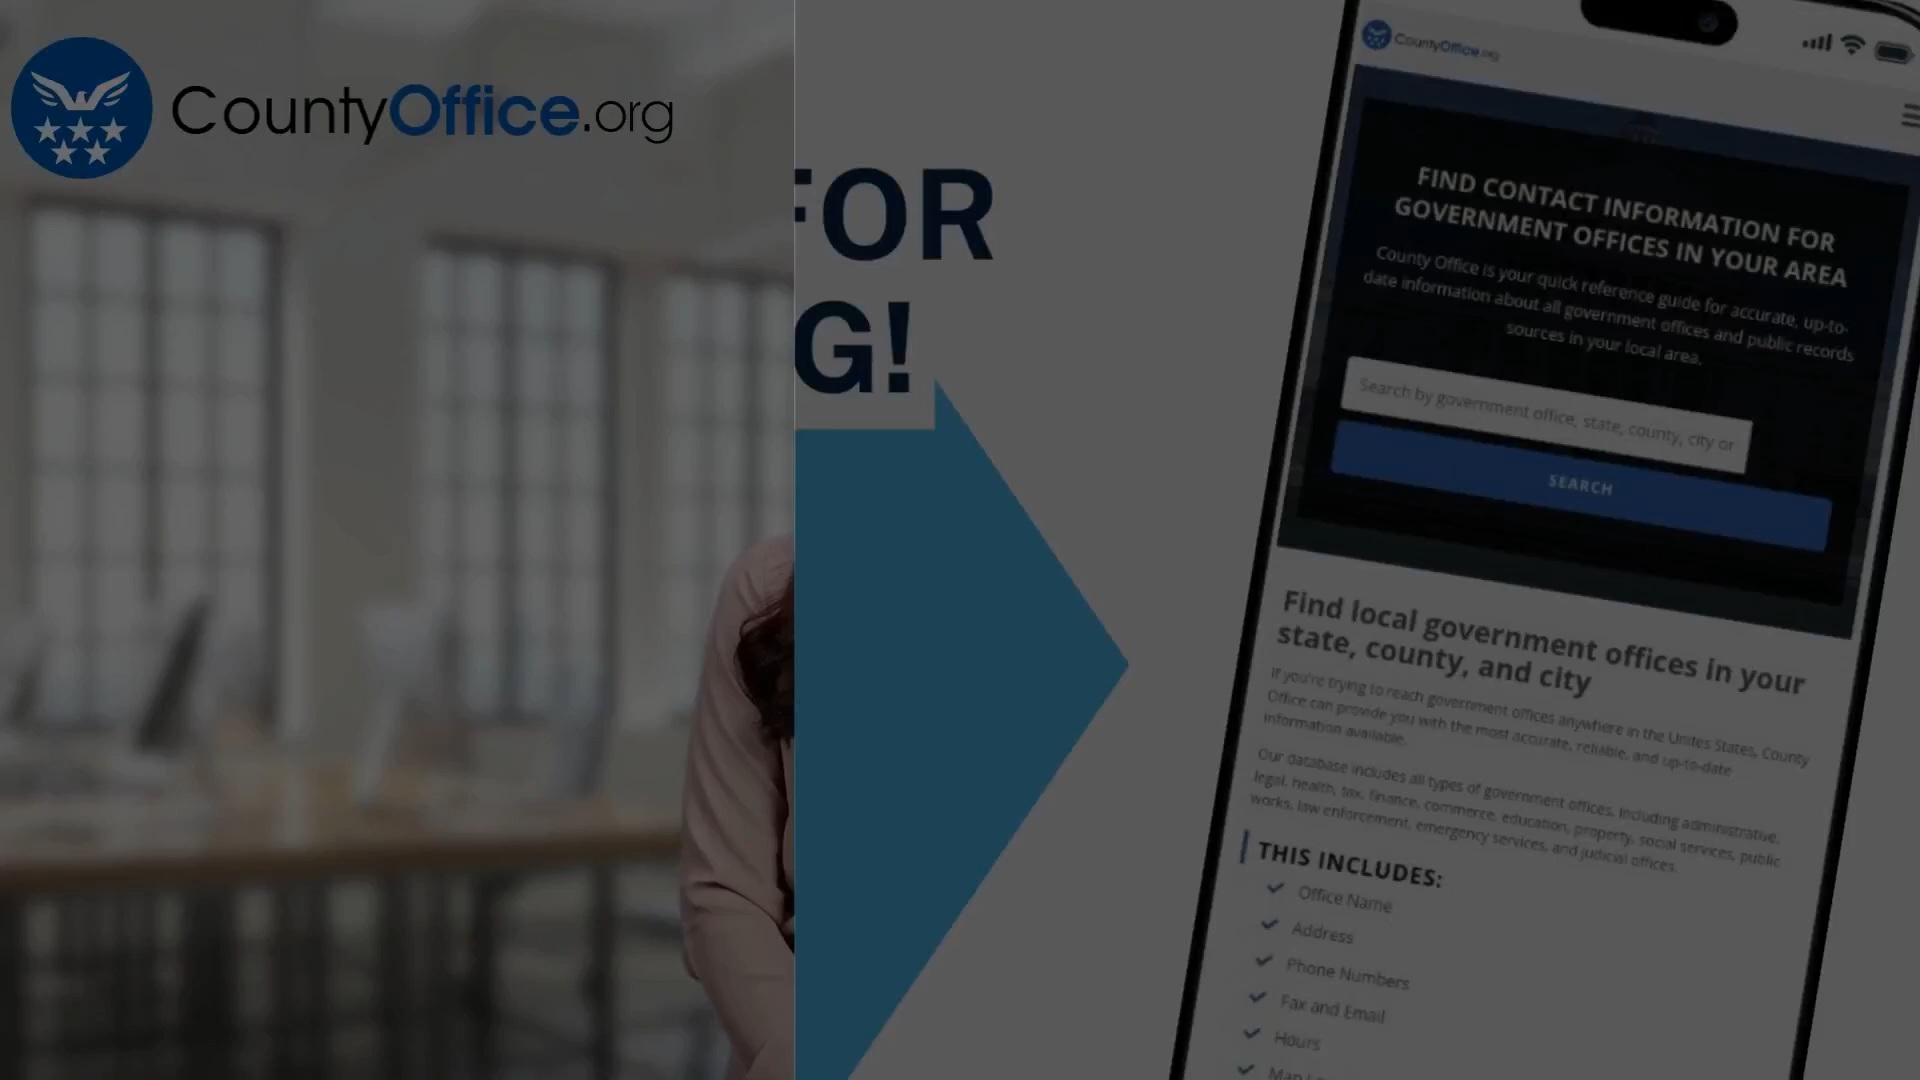 CountyOffice.org
FOR
G!
CountyOffice.org
FIND CONTACT INFORMATION FOR
GOVERNMENT OFFICES IN YOUR AREA
County Office is your quick reference guide for accurate, up-to-
date information about all government offices and public records
sources in your local area.
Search by government office, state, county, city or
SEARCH
Find local government offices in your
state, county, and city
If you're trying to reach government offices anywhere in the Unites States, County
Office can provide you with the most accurate, reliable, and up-to-date
information available.
Our database includes all types of government offices, including administrative,
legal, health, tax, finance, commerce, education, property, social services, public
works, law enforcement, emergency services, and judicial offices.
THIS INCLUDES:
Office Name
Address
Phone Numbers
Fax and Email
Hours
Map